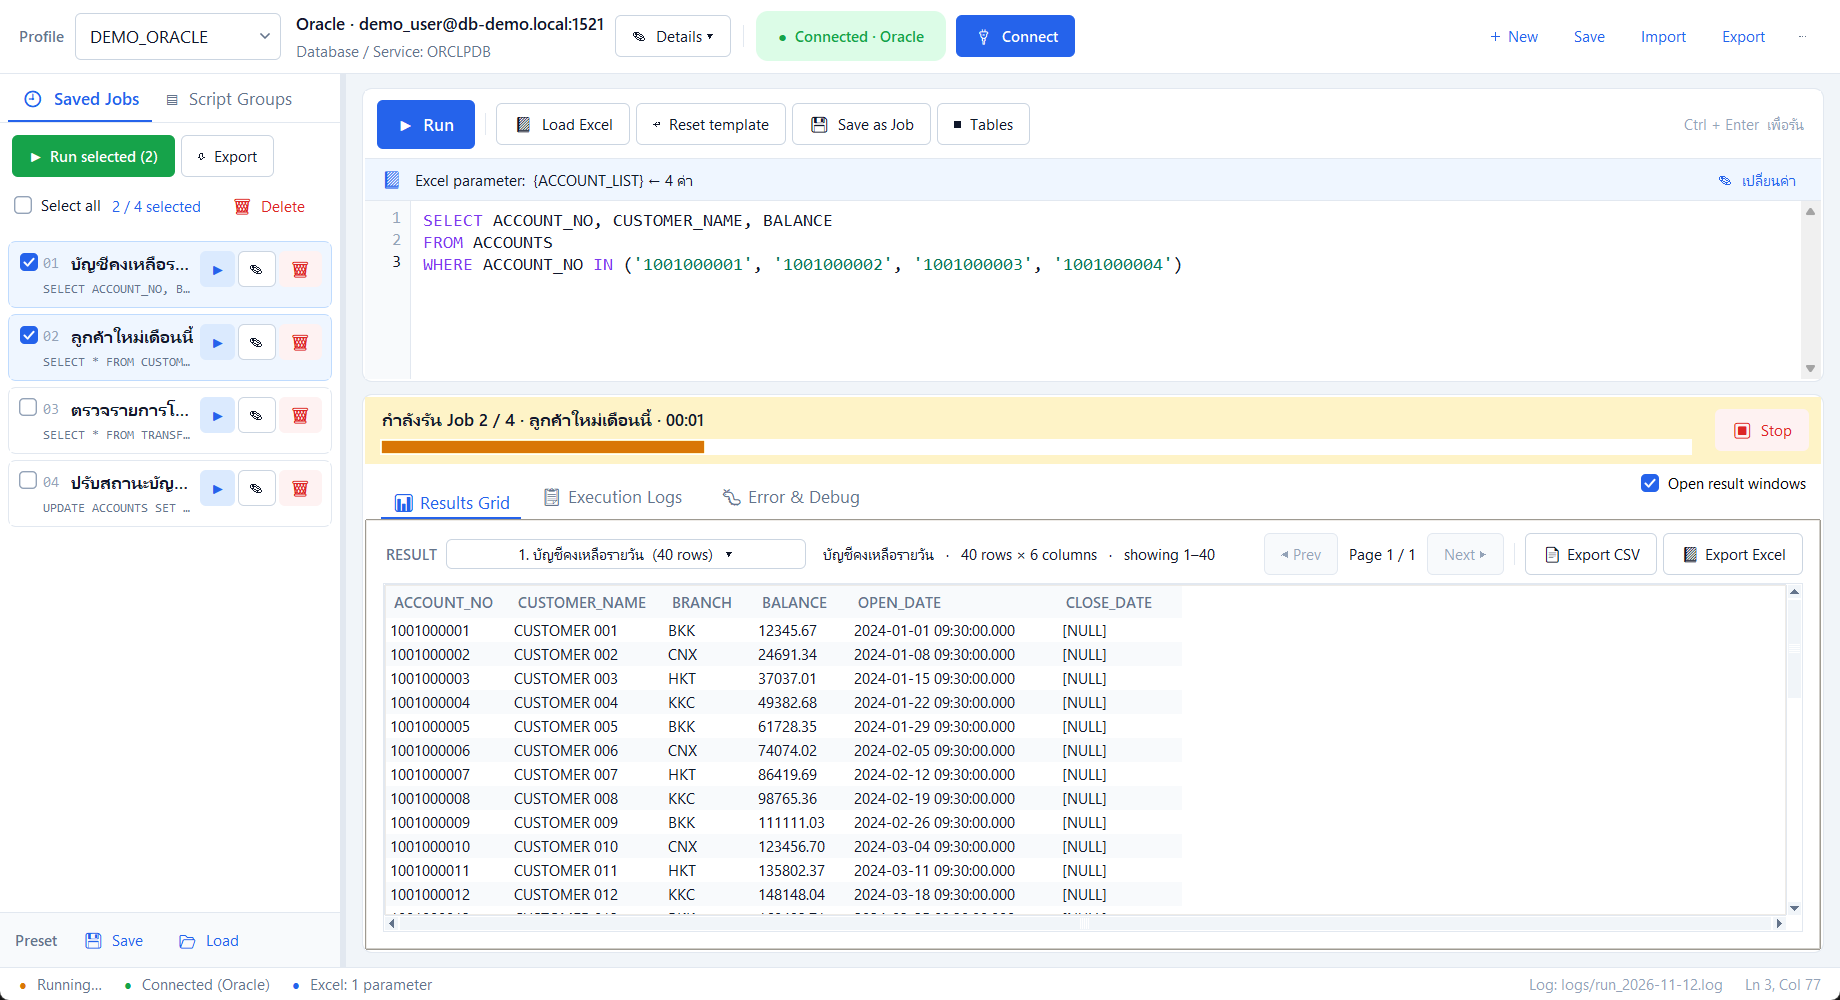 Profile
DEMO_ORACLE
Oracle · demo_user@db-demo.local:1521
Database / Service: ORCLPDB
Details
Connected · Oracle
Connect
+ New
Save
Import
Export
...
Saved Jobs
Script Groups
Run selected (2)
Export
Select all
2 / 4 selected
Delete
01 บัญชีคงเหลือร...
SELECT ACCOUNT_NO, B...
02 ลูกค้าใหม่เดือนนี้
SELECT * FROM CUSTOM...
03 ตรวจรายการโ...
SELECT * FROM TRANSF...
04 ปรับสถานะบัญ...
UPDATE ACCOUNTS SET ...
Preset
Save
Load
Run
Load Excel
Reset template
Save as Job
Tables
Ctrl + Enter เพื่อรัน
Excel parameter: {ACCOUNT_LIST} ← 4 ค่า
เปลี่ยนค่า
1 SELECT ACCOUNT_NO, CUSTOMER_NAME, BALANCE
2 FROM ACCOUNTS
3 WHERE ACCOUNT_NO IN ('1001000001', '1001000002', '1001000003', '1001000004')
กำลังรัน Job 2 / 4 · ลูกค้าใหม่เดือนนี้ · 00:01
Stop
Results Grid
Execution Logs
Error & Debug
Open result windows
RESULT
1. บัญชีคงเหลือรายวัน (40 rows)
บัญชีคงเหลือรายวัน · 40 rows × 6 columns · showing 1–40
Prev
Page 1 / 1
Next
Export CSV
Export Excel
ACCOUNT_NO CUSTOMER_NAME BRANCH BALANCE OPEN_DATE CLOSE_DATE
1001000001 CUSTOMER 001 BKK 12345.67 2024-01-01 09:30:00.000 [NULL]
1001000002 CUSTOMER 002 CNX 24691.34 2024-01-08 09:30:00.000 [NULL]
1001000003 CUSTOMER 003 HKT 37037.01 2024-01-15 09:30:00.000 [NULL]
1001000004 CUSTOMER 004 KKC 49382.68 2024-01-22 09:30:00.000 [NULL]
1001000005 CUSTOMER 005 BKK 61728.35 2024-01-29 09:30:00.000 [NULL]
1001000006 CUSTOMER 006 CNX 74074.02 2024-02-05 09:30:00.000 [NULL]
1001000007 CUSTOMER 007 HKT 86419.69 2024-02-12 09:30:00.000 [NULL]
1001000008 CUSTOMER 008 KKC 98765.36 2024-02-19 09:30:00.000 [NULL]
1001000009 CUSTOMER 009 BKK 111111.03 2024-02-26 09:30:00.000 [NULL]
1001000010 CUSTOMER 010 CNX 123456.70 2024-03-04 09:30:00.000 [NULL]
1001000011 CUSTOMER 011 HKT 135802.37 2024-03-11 09:30:00.000 [NULL]
1001000012 CUSTOMER 012 KKC 148148.04 2024-03-18 09:30:00.000 [NULL]
Running...
Connected (Oracle)
Excel: 1 parameter
Log: logs/run_2026-11-12.log
Ln 3, Col 77